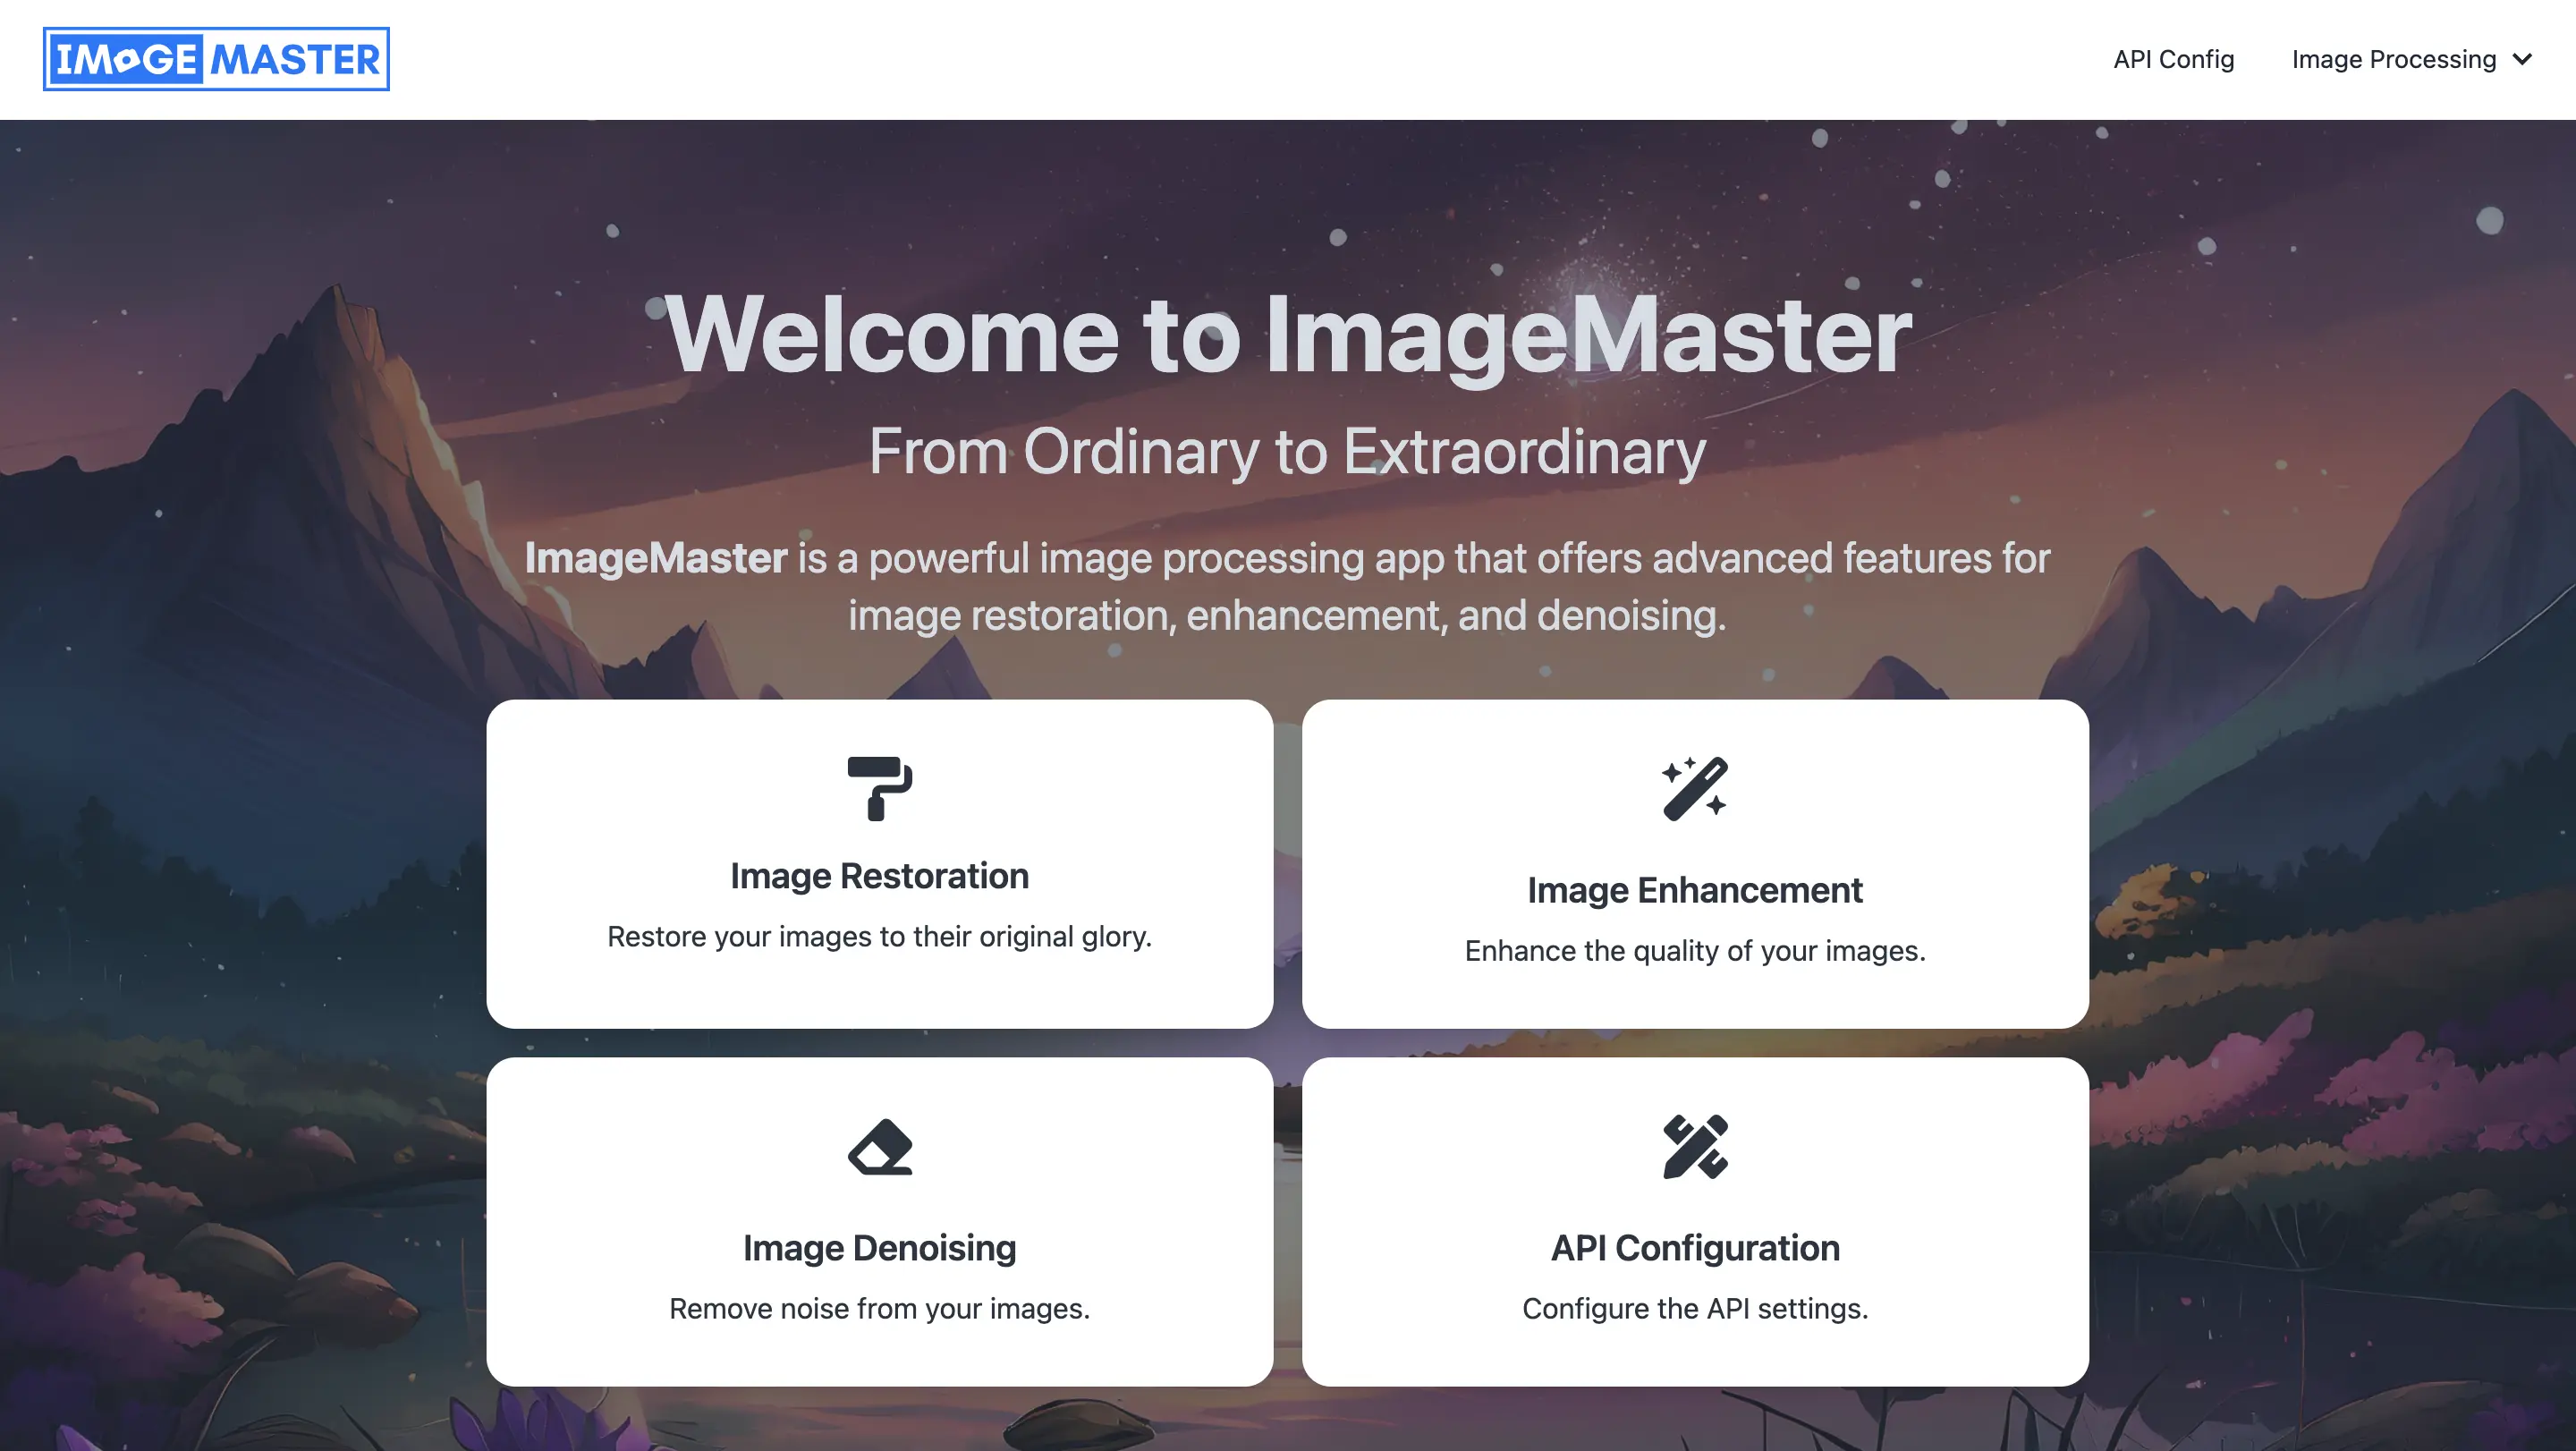 IMAGE MASTER
API Config
Image Processing
Welcome to ImageMaster
From Ordinary to Extraordinary
ImageMaster is a powerful image processing app that offers advanced features for
image restoration, enhancement, and denoising.
Image Restoration
Restore your images to their original glory.
Image Enhancement
Enhance the quality of your images.
Image Denoising
Remove noise from your images.
API Configuration
Configure the API settings.